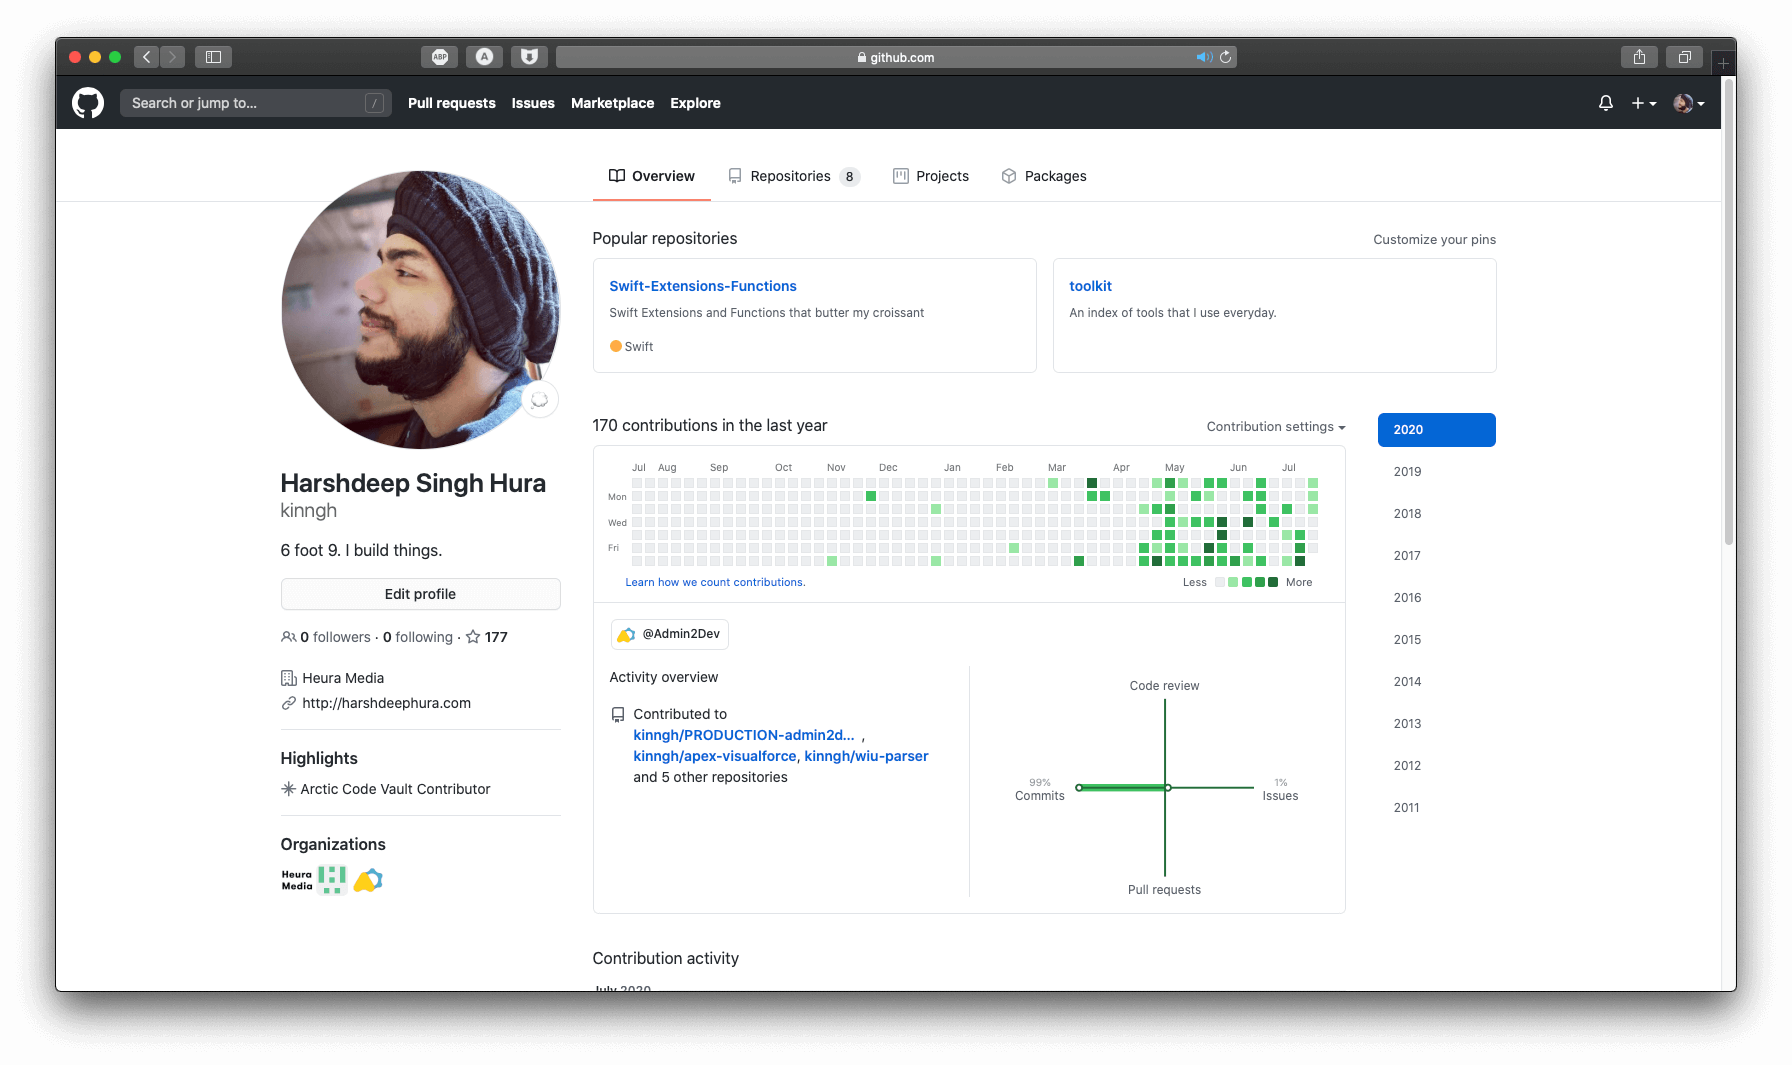 ABP
A
github.com
Search or jump to...
/
Pull requests
Issues
Marketplace
Explore
Overview
Repositories 8
Projects
Packages
Harshdeep Singh Hura
kinngh
6 foot 9. I build things.
Edit profile
0 followers · 0 following · 177
Heura Media
http://harshdeephura.com
Highlights
Arctic Code Vault Contributor
Organizations
Heura
Media
Popular repositories
Customize your pins
Swift-Extensions-Functions
Swift Extensions and Functions that butter my croissant
Swift
toolkit
An index of tools that I use everyday.
170 contributions in the last year
Contribution settings
Jul Aug Sep Oct Nov Dec Jan Feb Mar Apr May Jun Jul
Mon
Wed
Fri
Learn how we count contributions.
Less
More
@Admin2Dev
Activity overview
Contributed to
kinngh/PRODUCTION-admin2d... ,
kinngh/apex-visualforce, kinngh/wiu-parser
and 5 other repositories
Code review
99%
Commits
1%
Issues
Pull requests
2020
2019
2018
2017
2016
2015
2014
2013
2012
2011
Contribution activity
July 2020